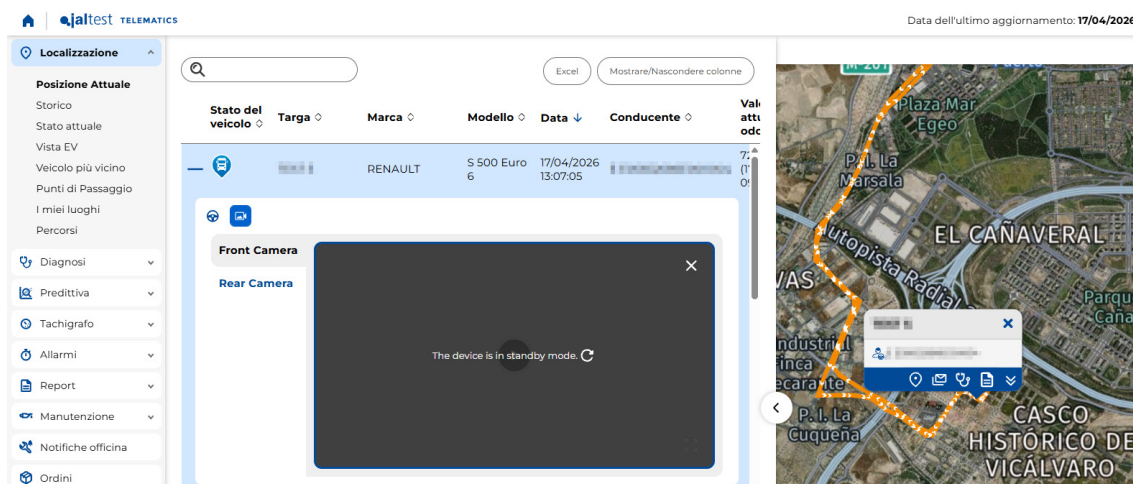 jaltest TELEMATICS
Data dell'ultimo aggiornamento: 17/04/2026
Localizzazione
Posizione Attuale
Storico
Stato attuale
Vista EV
Veicolo più vicino
Punti di Passaggio
I miei luoghi
Percorsi
Diagnosi
Predittiva
Tachigrafo
Allarmi
Report
Manutenzione
Notifiche officina
Ordini
Excel
Mostrare/Nascondere colonne
Stato del
veicolo
Targa
Marca
Modello
Data
Conducente
RENAULT
S 500 Euro
6
17/04/2026
13:07:05
Front Camera
Rear Camera
The device is in standby mode.
M-201
Plaza Mar
Egeo
P. I. La
Marsala
Autopista Radial
EL CAÑAVERAL
P. I. La
Cuqueña
CASCO
HISTÓRICO DE
VICÁLVARO